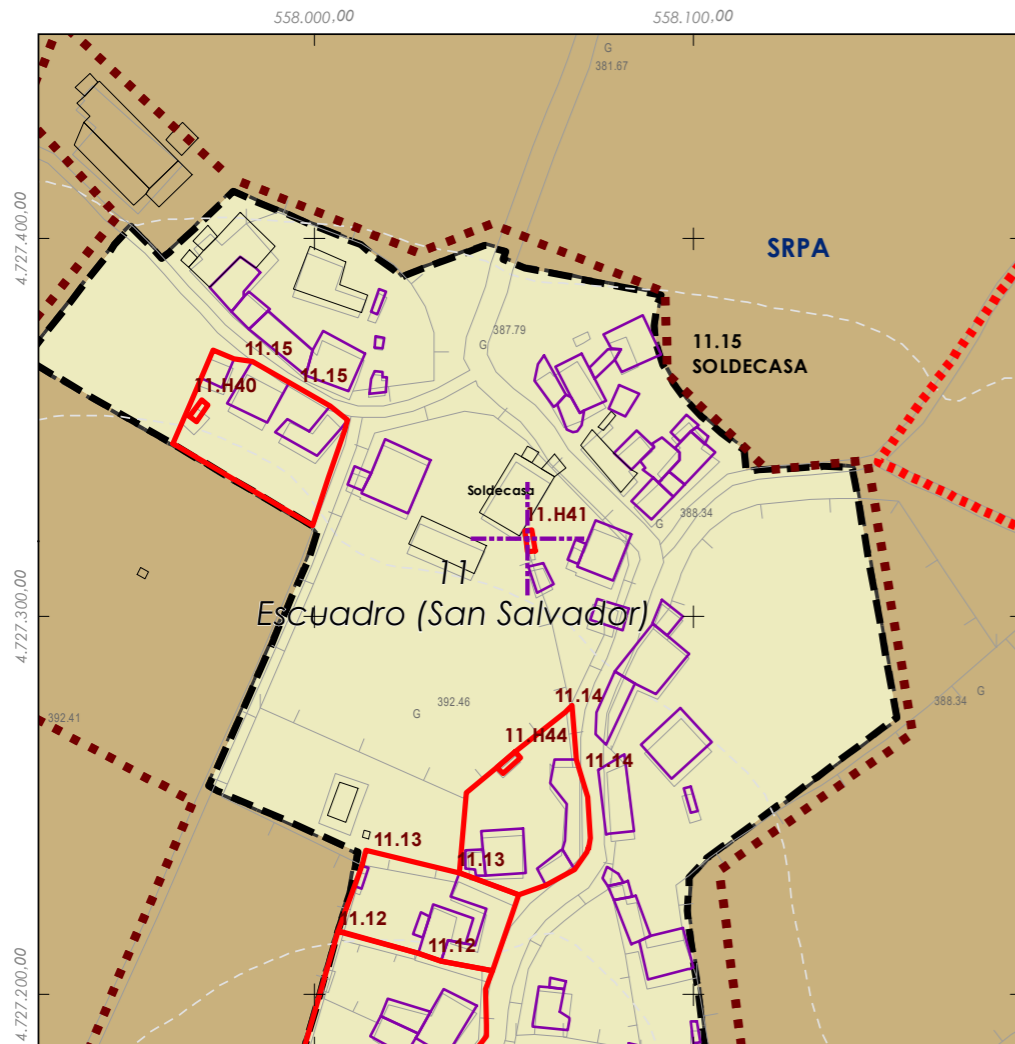 558.000,00
558.100,00
G
381.67
4.727.400,00
SRPA
387.79
G
11.15
SOLDECASA
11.15
11.15
11.H40
Soldecasa
11.H41
388.34
G
11
Escuadro (San Salvador)
4.727.300,00
11.14
392.46
G
392.41
388.34
G
11.H44
11.14
11.13
11.13
11.12
11.12
4.727.200,00